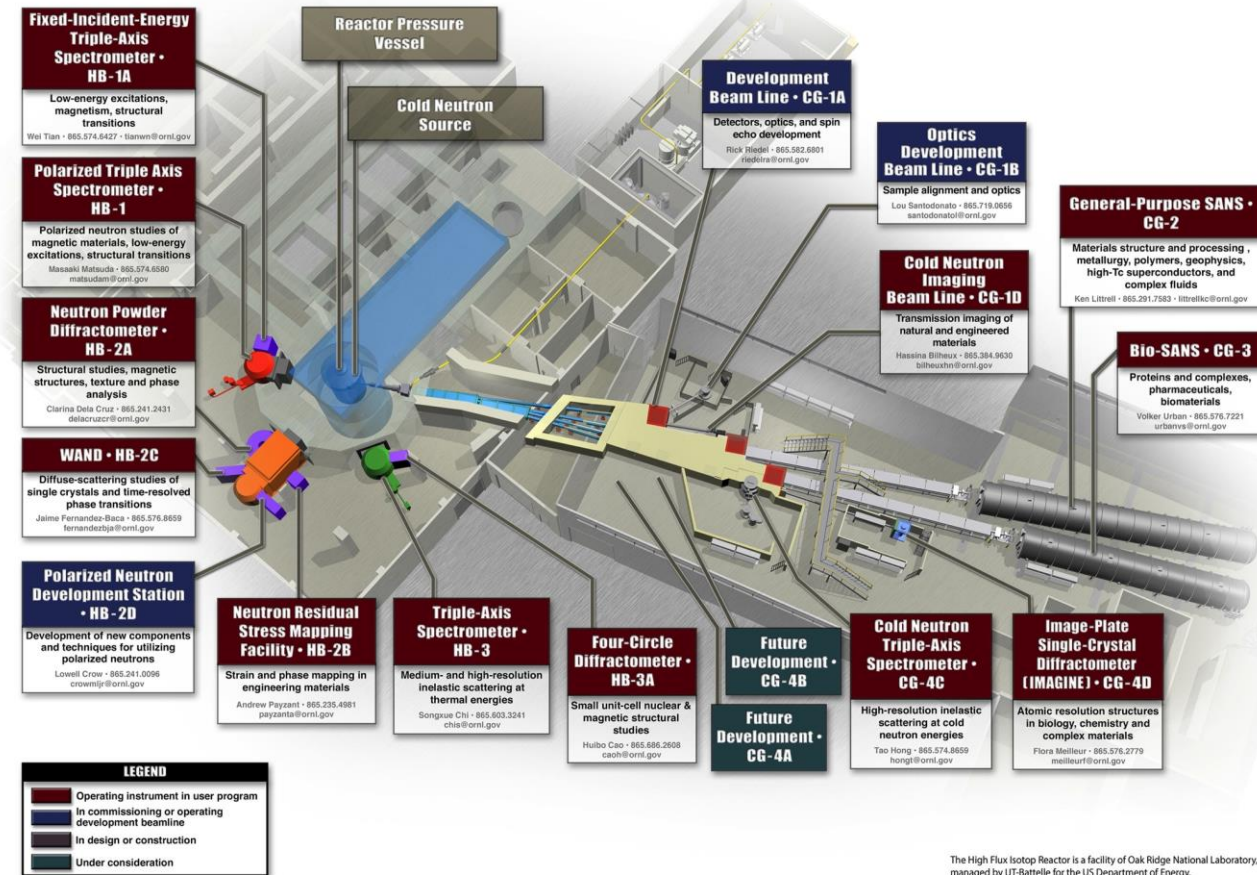 Fixed-Incident-Energy
Triple-Axis
Spectrometer •
HB-1A
Low-energy excitations,
magnetism, structural
transitions
Wei Tian • 865.574.6427 • tianwn@ornl.gov
Polarized Triple Axis
Spectrometer •
HB-1
Polarized neutron studies of
magnetic materials, low-energy
excitations, structural transitions
Masaaki Matsuda • 865.574.6580
matsudam@ornl.gov
Neutron Powder
Diffractometer •
HB-2A
Structural studies, magnetic
structures, texture and phase
analysis
Clarina Dela Cruz • 865.241.2431
delacruzcr@ornl.gov
WAND • HB-2C
Diffuse-scattering studies of
single crystals and time-resolved
phase transitions
Jaime Fernandez-Baca • 865.576.8659
fernandezbja@ornl.gov
Polarized Neutron
Development Station
• HB-2D
Development of new components
and techniques for utilizing
polarized neutrons
Lowell Crow • 865.241.0096
crowmljr@ornl.gov
Reactor Pressure
Vessel
Cold Neutron
Source
Development
Beam Line • CG-1A
Detectors, optics, and spin
echo development
Rick Riedel • 865.582.6801
riedelra@ornl.gov
Optics
Development
Beam Line • CG-1B
Sample alignment and optics
Lou Santodonato • 865.719.0656
santodonatol@ornl.gov
Cold Neutron
Imaging
Beam Line • CG-1D
Transmission imaging of
natural and engineered
materials
Hassina Bilheux • 865.384.9630
bilheuxhn@ornl.gov
General-Purpose SANS •
CG-2
Materials structure and processing ,
metallurgy, polymers, geophysics,
high-Tc superconductors, and
complex fluids
Ken Littrell • 865.291.7583 • littrellkc@ornl.gov
Bio-SANS • CG-3
Proteins and complexes,
pharmaceuticals,
biomaterials
Volker Urban • 865.576.7221
urbanvs@ornl.gov
Neutron Residual
Stress Mapping
Facility • HB-2B
Strain and phase mapping in
engineering materials
Andrew Payzant • 865.235.4981
payzanta@ornl.gov
Triple-Axis
Spectrometer •
HB-3
Medium- and high-resolution
inelastic scattering at
thermal energies
Songxue Chi • 865.603.3241
chis@ornl.gov
Four-Circle
Diffractometer •
HB-3A
Small unit-cell nuclear &
magnetic structural
studies
Huibo Cao • 865.686.2608
caoh@ornl.gov
Future
Development •
CG-4B
Future
Development •
CG-4A
Cold Neutron
Triple-Axis
Spectrometer •
CG-4C
High-resolution inelastic
scattering at cold
neutron energies
Tao Hong • 865.574.8659
hongt@ornl.gov
Image-Plate
Single-Crystal
Diffractometer
(IMAGINE) • CG-4D
Atomic resolution structures
in biology, chemistry and
complex materials
Flora Meilleur • 865.576.2779
meilleurf@ornl.gov
LEGEND
Operating instrument in user program
In commissioning or operating
development beamline
In design or construction
Under consideration
The High Flux Isotop Reactor is a facility of Oak Ridge National Laboratory,
managed by UT-Battelle for the US Department of Energy.